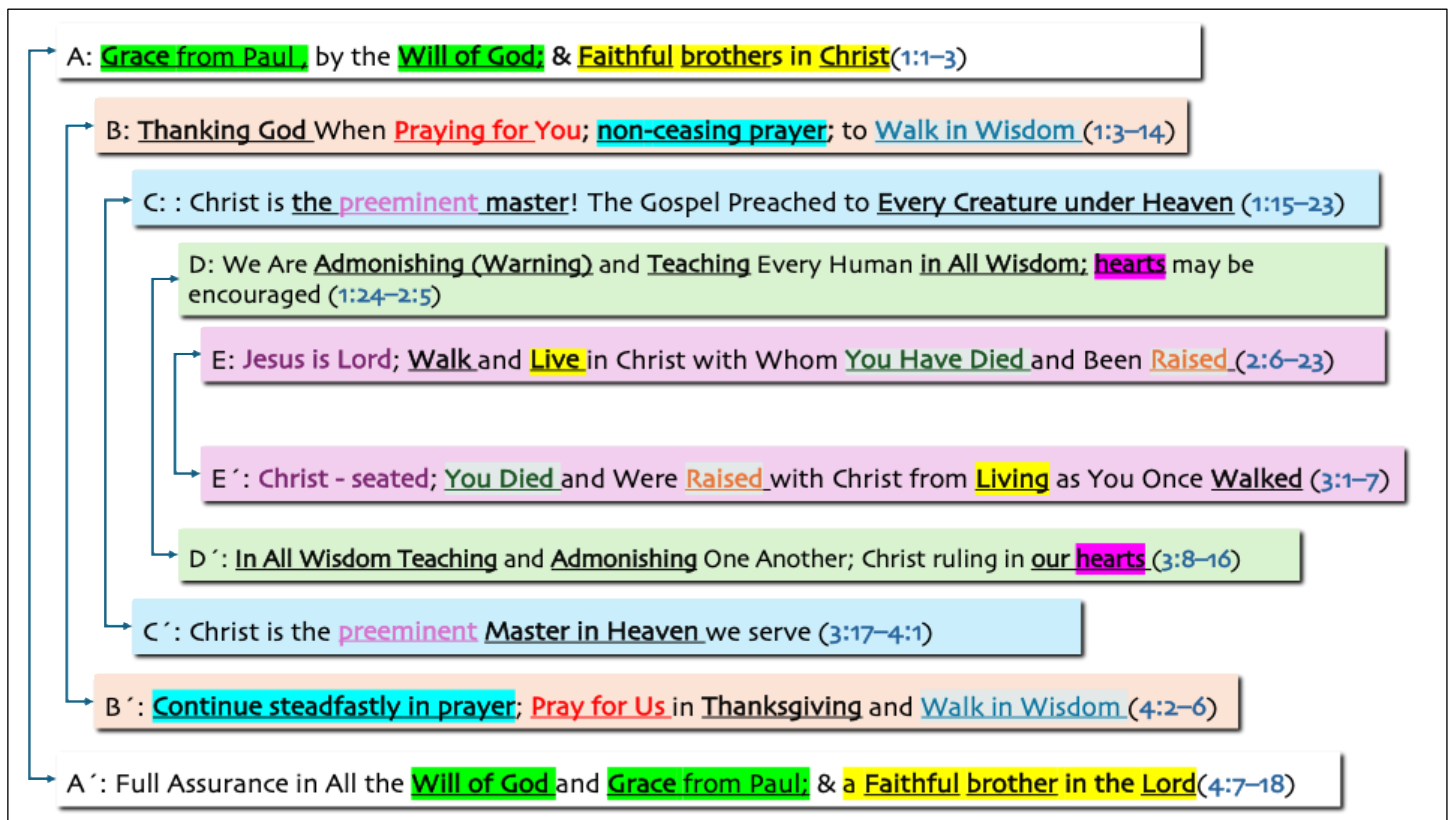 A: Grace from Paul , by the Will of God; & Faithful brothers in Christ(1:1–3)
B: Thanking God When Praying for You; non-ceasing prayer; to Walk in Wisdom (1:3–14)
C: : Christ is the preeminent master! The Gospel Preached to Every Creature under Heaven (1:15–23)
D: We Are Admonishing (Warning) and Teaching Every Human in All Wisdom; hearts may be
encouraged (1:24–2:5)
E: Jesus is Lord; Walk and Live in Christ with Whom You Have Died and Been Raised (2:6–23)
E ´: Christ - seated; You Died and Were Raised with Christ from Living as You Once Walked (3:1–7)
D ´: In All Wisdom Teaching and Admonishing One Another; Christ ruling in our hearts (3:8–16)
C ´: Christ is the preeminent Master in Heaven we serve (3:17–4:1)
B ´: Continue steadfastly in prayer; Pray for Us in Thanksgiving and Walk in Wisdom (4:2–6)
A ´: Full Assurance in All the Will of God and Grace from Paul; & a Faithful brother in the Lord(4:7–18)